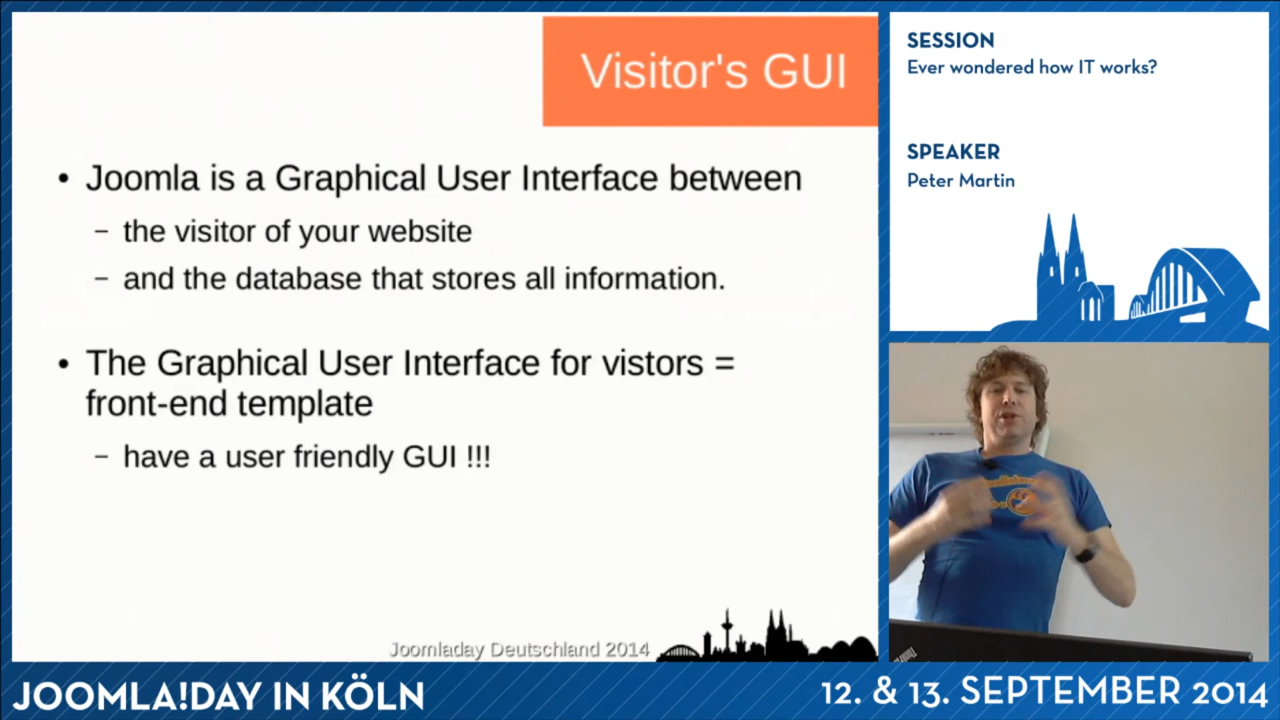 Visitor's GUI
• Joomla is a Graphical User Interface between
– the visitor of your website
– and the database that stores all information.
• The Graphical User Interface for vistors =
front-end template
– have a user friendly GUI !!!
Joomladay Deutschland 2014
SESSION
Ever wondered how IT works?
SPEAKER
Peter Martin
JOOMLA!DAY IN KÖLN
12. & 13. SEPTEMBER 2014